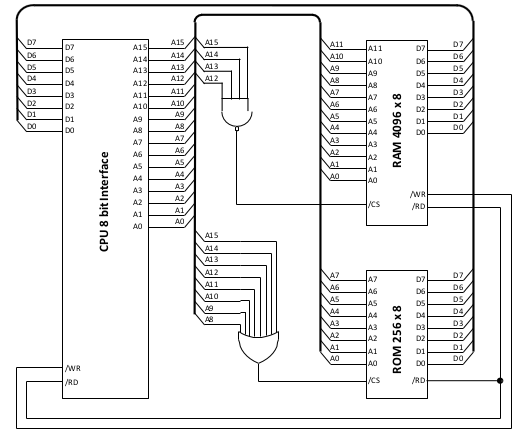 D7 D7 A15 A15
D6 D6 A14 A14
D5 D5 A13 A13
D4 D4 A12 A12
D3 D3 A11 A11
D2 D2 A10 A10
D1 D1 A9 A9
D0 D0 A8 A8
A7 A7
A6 A6
A5 A5
A4 A4
A3 A3
A2 A2
A1 A1
A0 A0
CPU 8 bit Interface
/WR
/RD
A15
A14
A13
A12
A15
A14
A13
A12
A11
A10
A9
A8
A11 A11 D7 D7
A10 A10 D6 D6
A9 A9 D5 D5
A8 A8 D4 D4
A7 A7 D3 D3
A6 A6 D2 D2
A5 A5 D1 D1
A4 A4 D0 D0
A3 A3
A2 A2
A1 A1
A0 A0
RAM 4096 x 8
/WR
/CS /RD
A7 A7 D7 D7
A6 A6 D6 D6
A5 A5 D5 D5
A4 A4 D4 D4
A3 A3 D3 D3
A2 A2 D2 D2
A1 A1 D1 D1
A0 A0 D0 D0
ROM 256 x 8
/CS /RD